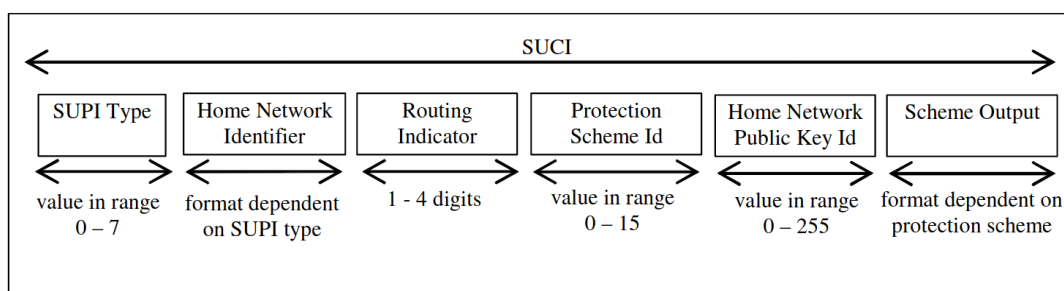 SUCI
SUPI Type
Home Network
Identifier
Routing
Indicator
Protection
Scheme Id
Home Network
Public Key Id
Scheme Output
value in range
0 – 7
format dependent
on SUPI type
1 - 4 digits
value in range
0 – 15
value in range
0 – 255
format dependent on
protection scheme